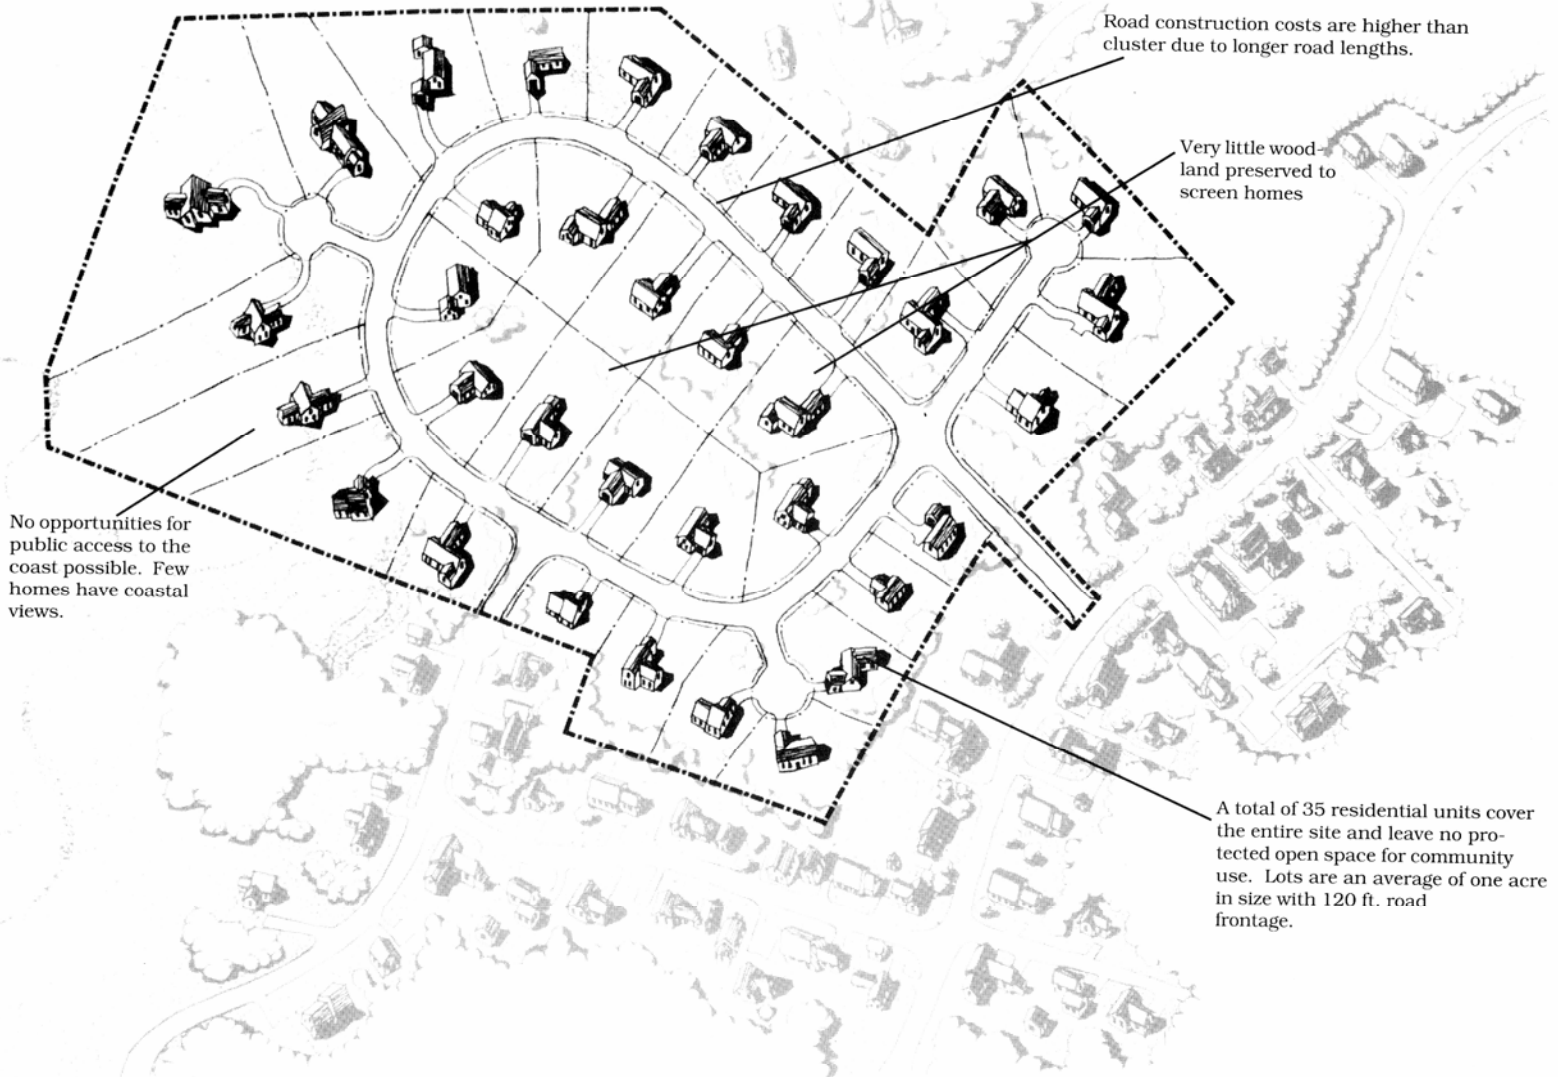 Road construction costs are higher than
cluster due to longer road lengths.
Very little wood-
land preserved to
screen homes
No opportunities for
public access to the
coast possible. Few
homes have coastal
views.
A total of 35 residential units cover
the entire site and leave no pro-
tected open space for community
use. Lots are an average of one acre
in size with 120 ft. road
frontage.